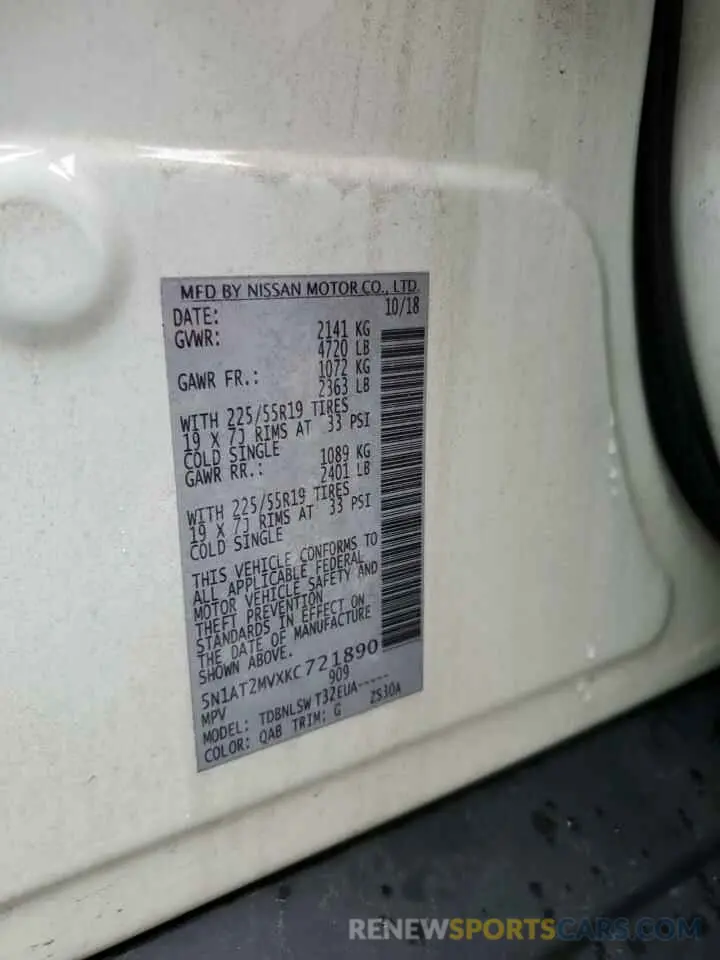 MFD BY NISSAN MOTOR CO., LTD.
DATE: 10/18
GVWR: 2141 KG
4720 LB
GAWR FR.: 1072 KG
2363 LB
WITH 225/55R19 TIRES
19 X 7J RIMS AT 33 PSI
COLD SINGLE
GAWR RR.: 1089 KG
2401 LB
WITH 225/55R19 TIRES
19 X 7J RIMS AT 33 PSI
COLD SINGLE
THIS VEHICLE CONFORMS TO
ALL APPLICABLE FEDERAL
MOTOR VEHICLE SAFETY AND
THEFT PREVENTION
STANDARDS IN EFFECT ON
THE DATE OF MANUFACTURE
SHOWN ABOVE.
5N1AT2MVXKC721890
MPV 909
MODEL: TDBNLSW T32EUA-----
COLOR: QAB TRIM: G ZS30A
RENEWSPORTSCARS.COM